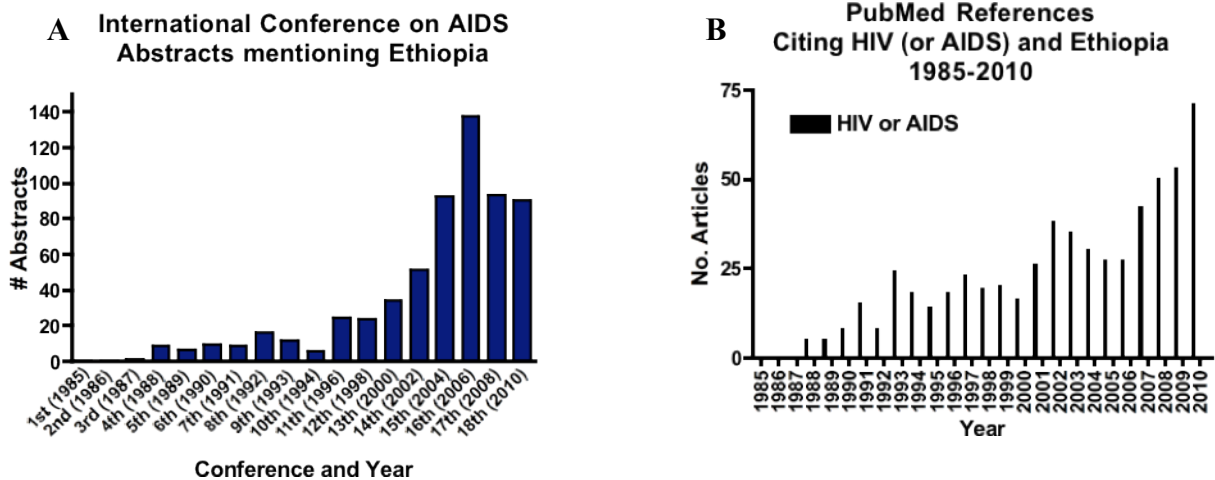 A
International Conference on AIDS
Abstracts mentioning Ethiopia
# Abstracts
140
120
100
80
60
40
20
0
1st (1985)
2nd (1986)
3rd (1987)
4th (1988)
5th (1989)
6th (1990)
7th (1991)
8th (1992)
9th (1993)
10th (1994)
11th (1996)
12th (1998)
13th (2000)
14th (2002)
15th (2004)
16th (2006)
17th (2008)
18th (2010)
Conference and Year
B
PubMed References
Citing HIV (or AIDS) and Ethiopia
1985-2010
HIV or AIDS
No. Articles
75
50
25
0
1985
1986
1987
1988
1989
1990
1991
1992
1993
1994
1995
1996
1997
1998
1999
2000
2001
2002
2003
2004
2005
2006
2007
2008
2009
2010
Year